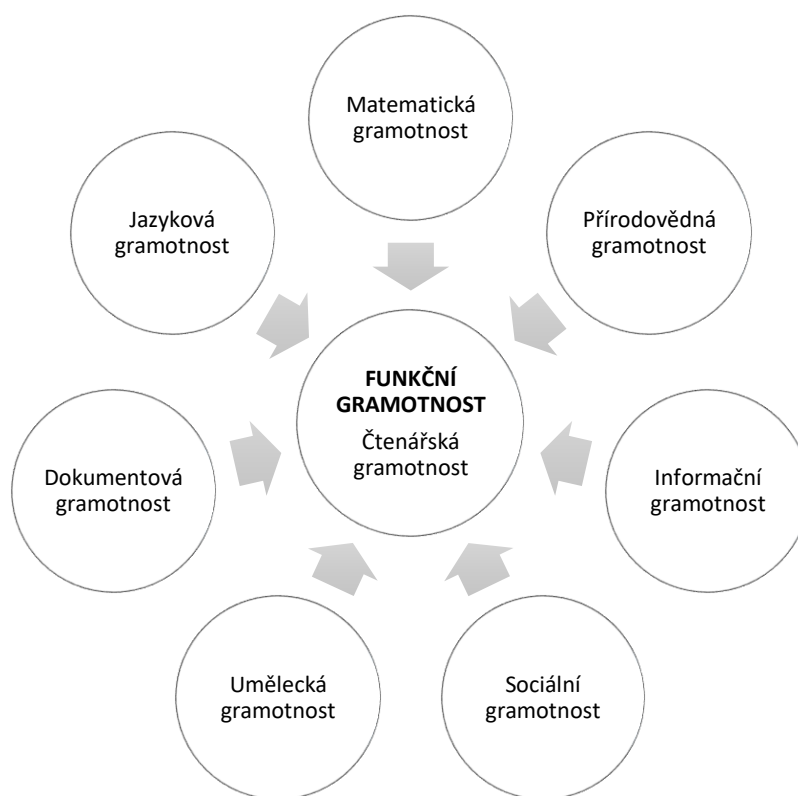 Matematická
gramotnost
Jazyková
gramotnost
Přírodovědná
gramotnost
FUNKČNÍ
GRAMOTNOST
Čtenářská
gramotnost
Dokumentová
gramotnost
Informační
gramotnost
Umělecká
gramotnost
Sociální
gramotnost